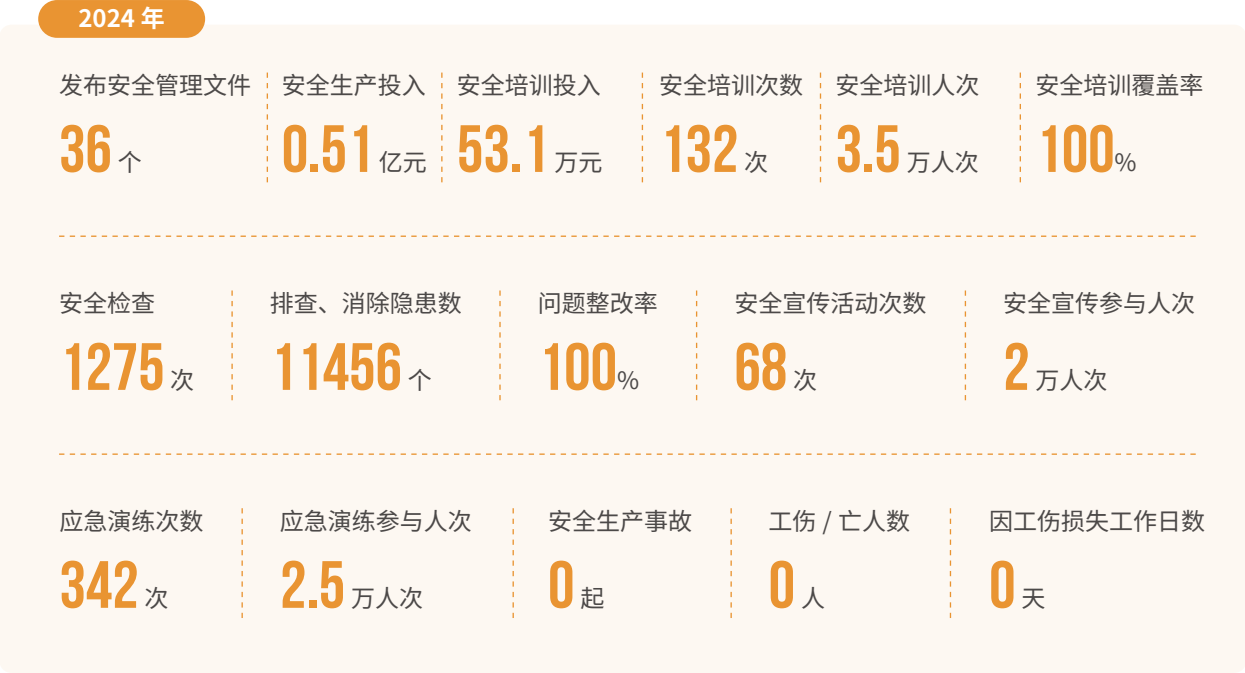 2024 年
发布安全管理文件 安全生产投入 安全培训投入 安全培训次数 安全培训人次 安全培训覆盖率
36 个 0.51 亿元 53.1 万元 132 次 3.5 万人次 100%
安全检查 排查、消除隐患数 问题整改率 安全宣传活动次数 安全宣传参与人次
1275 次 11456 个 100% 68 次 2 万人次
应急演练次数 应急演练参与人次 安全生产事故 工伤 / 亡人数 因工伤损失工作日数
342 次 2.5 万人次 0 起 0 人 0 天